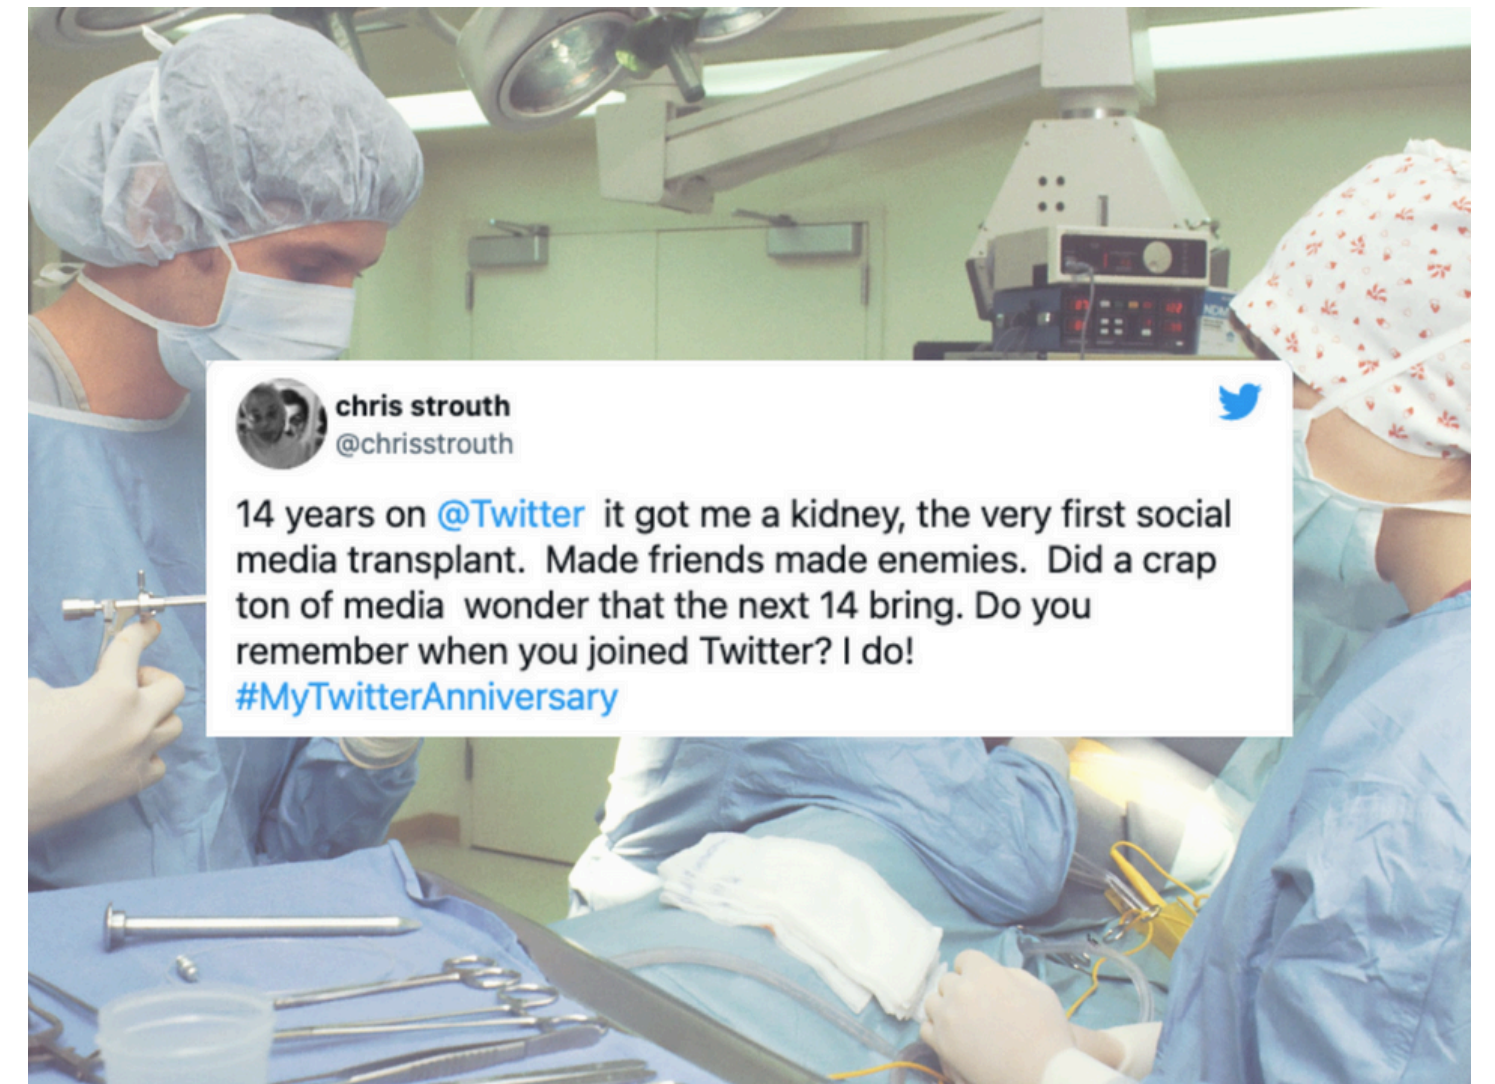 chris strouth
@chrisstrouth
14 years on @Twitter  it got me a kidney, the very first social
media transplant.  Made friends made enemies.  Did a crap
ton of media  wonder that the next 14 bring. Do you
remember when you joined Twitter? I do!
#MyTwitterAnniversary